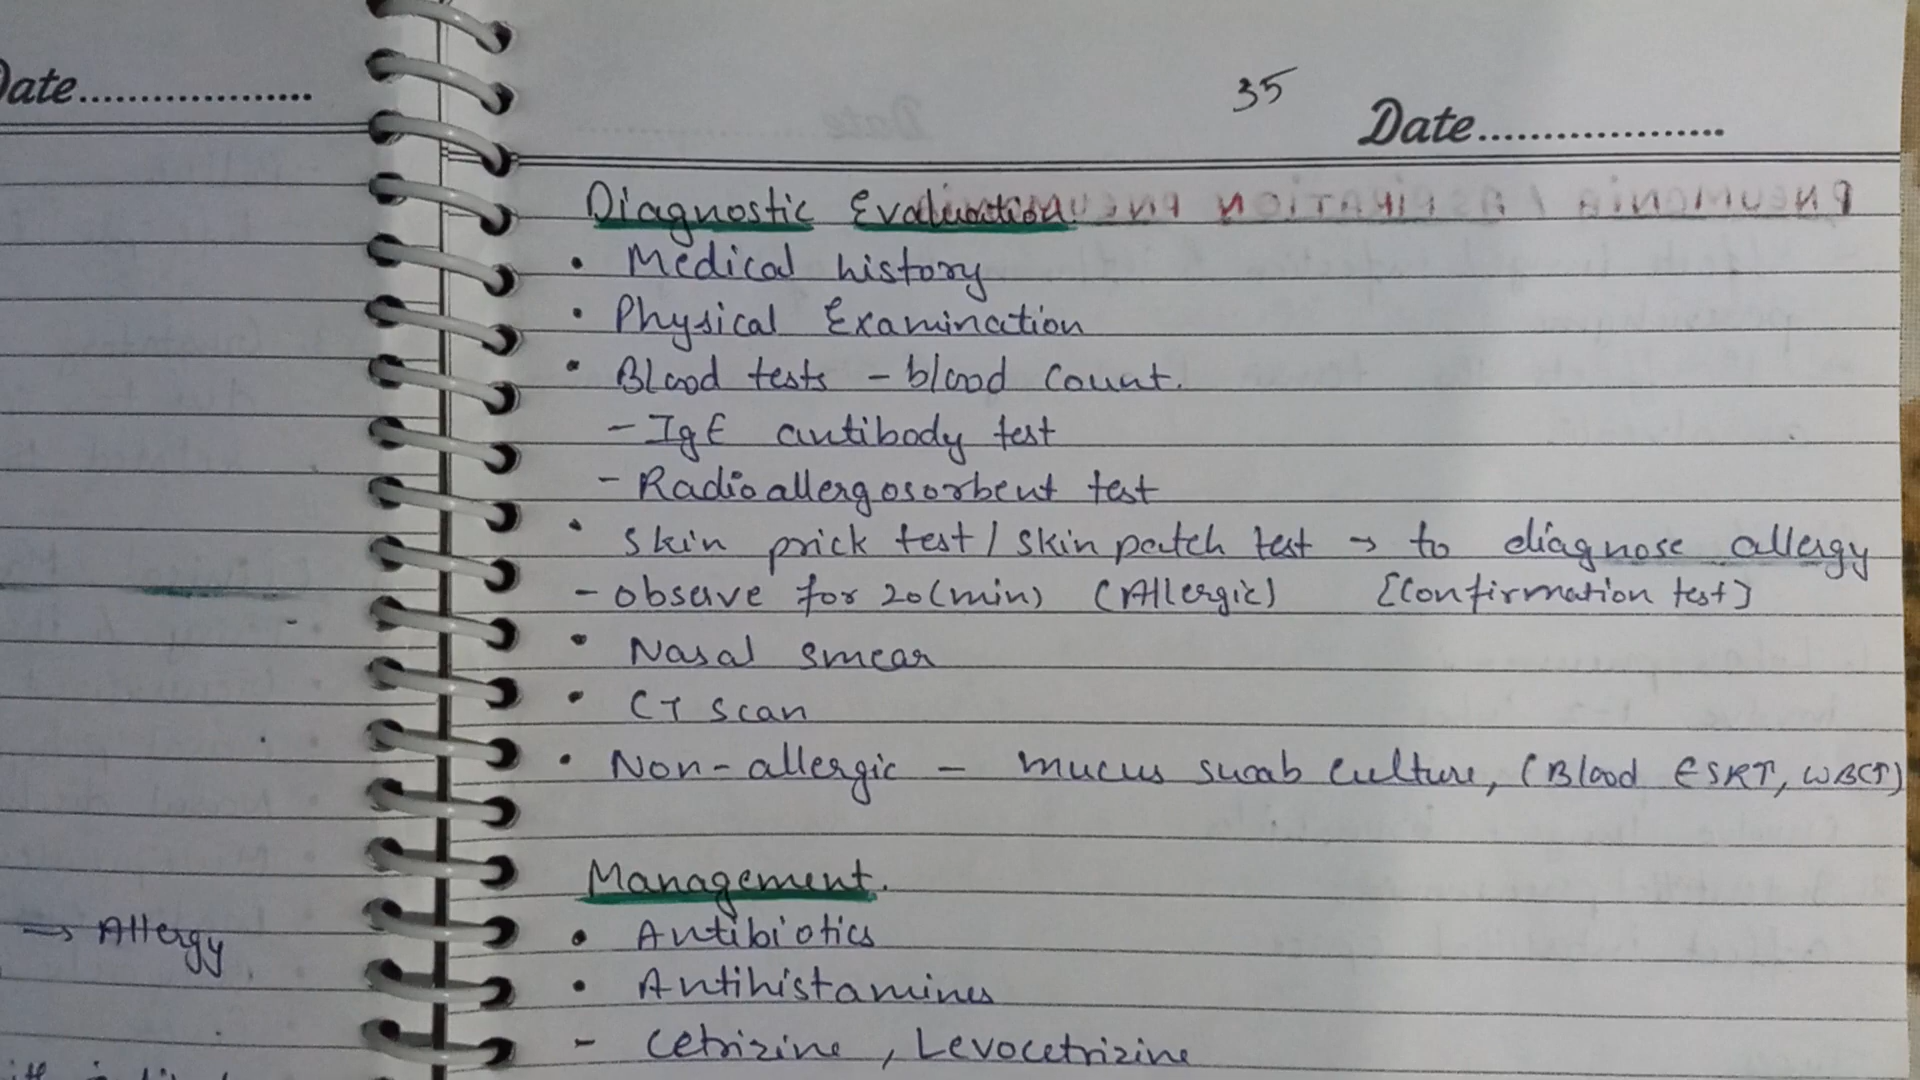 Date...................
35
Date...................
Diagnostic Evaluation
• Medical history
• Physical Examination
• Blood tests - blood count.
- IgE antibody test
- Radioallergosorbent test
• Skin prick test / skin patch test → to diagnose allergy
- observe for 20(min) (Allergic) [Confirmation test]
• Nasal smear
• CT scan
• Non-allergic - mucus swab culture, (Blood ESR↑, WBC↑)
Management.
• Antibiotics
⇒ Allergy
• Antihistamines
- Cetrizine, Levocetrizine